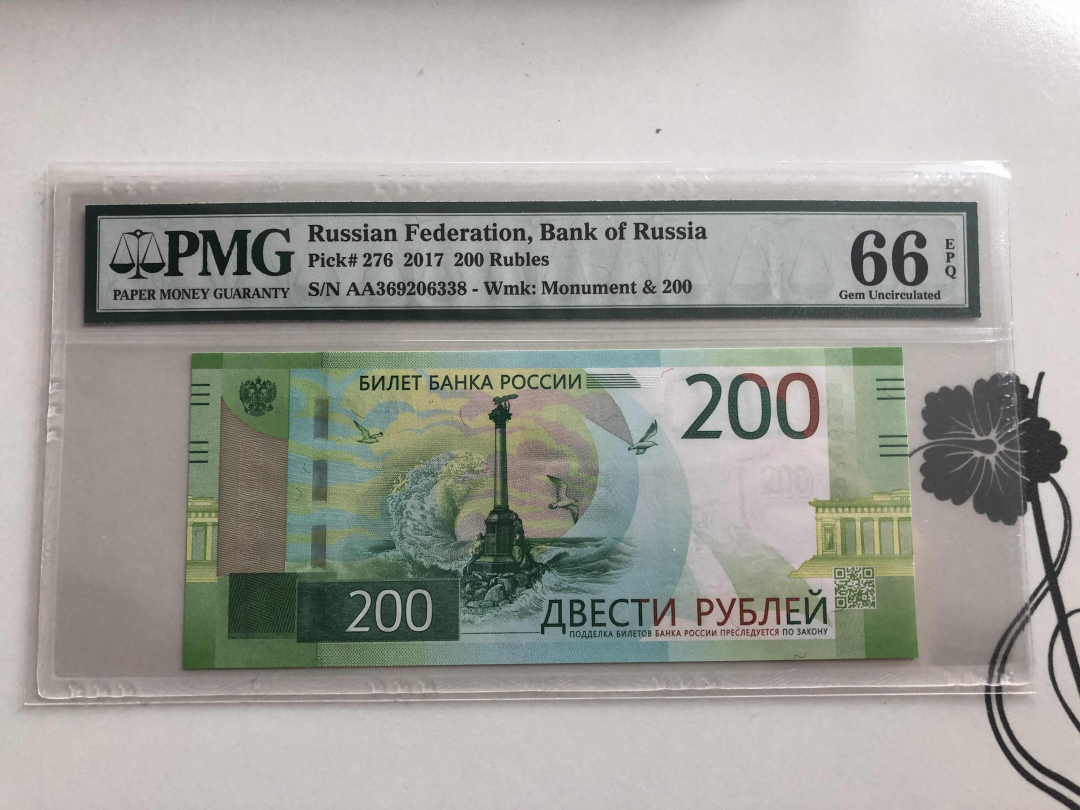 PMG
PAPER MONEY GUARANTY
Russian Federation, Bank of Russia
Pick# 276 2017 200 Rubles
S/N AA369206338 - Wmk: Monument & 200
66
EPQ
Gem Uncirculated
БИЛЕТ БАНКА РОССИИ
200
200
200
ДВЕСТИ РУБЛЕЙ
ПОДДЕЛКА БИЛЕТОВ БАНКА РОССИИ ПРЕСЛЕДУЕТСЯ ПО ЗАКОНУ